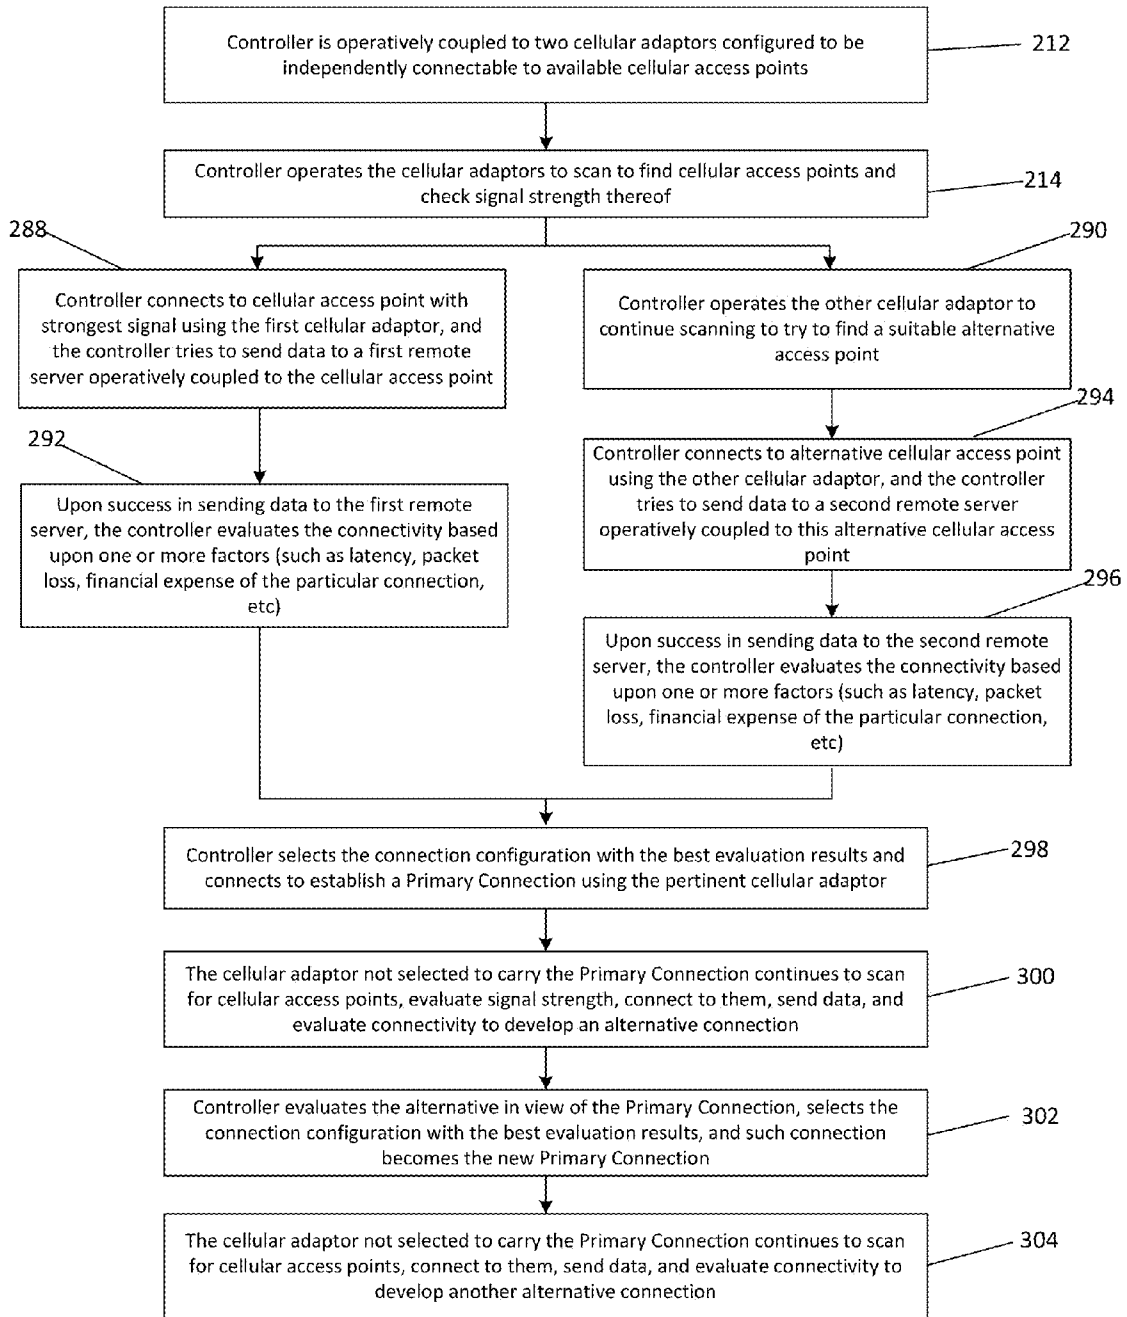 Controller is operatively coupled to two cellular adaptors configured to be
independently connectable to available cellular access points
212
Controller operates the cellular adaptors to scan to find cellular access points and
check signal strength thereof
214
288
Controller connects to cellular access point with
strongest signal using the first cellular adaptor, and
the controller tries to send data to a first remote
server operatively coupled to the cellular access point
290
Controller operates the other cellular adaptor to
continue scanning to try to find a suitable alternative
access point
292
Upon success in sending data to the first remote
server, the controller evaluates the connectivity based
upon one or more factors (such as latency, packet
loss, financial expense of the particular connection,
etc)
294
Controller connects to alternative cellular access point
using the other cellular adaptor, and the controller
tries to send data to a second remote server
operatively coupled to this alternative cellular access
point
296
Upon success in sending data to the second remote
server, the controller evaluates the connectivity based
upon one or more factors (such as latency, packet
loss, financial expense of the particular connection,
etc)
Controller selects the connection configuration with the best evaluation results and
connects to establish a Primary Connection using the pertinent cellular adaptor
298
The cellular adaptor not selected to carry the Primary Connection continues to scan
for cellular access points, evaluate signal strength, connect to them, send data, and
evaluate connectivity to develop an alternative connection
300
Controller evaluates the alternative in view of the Primary Connection, selects the
connection configuration with the best evaluation results, and such connection
becomes the new Primary Connection
302
The cellular adaptor not selected to carry the Primary Connection continues to scan
for cellular access points, connect to them, send data, and evaluate connectivity to
develop another alternative connection
304